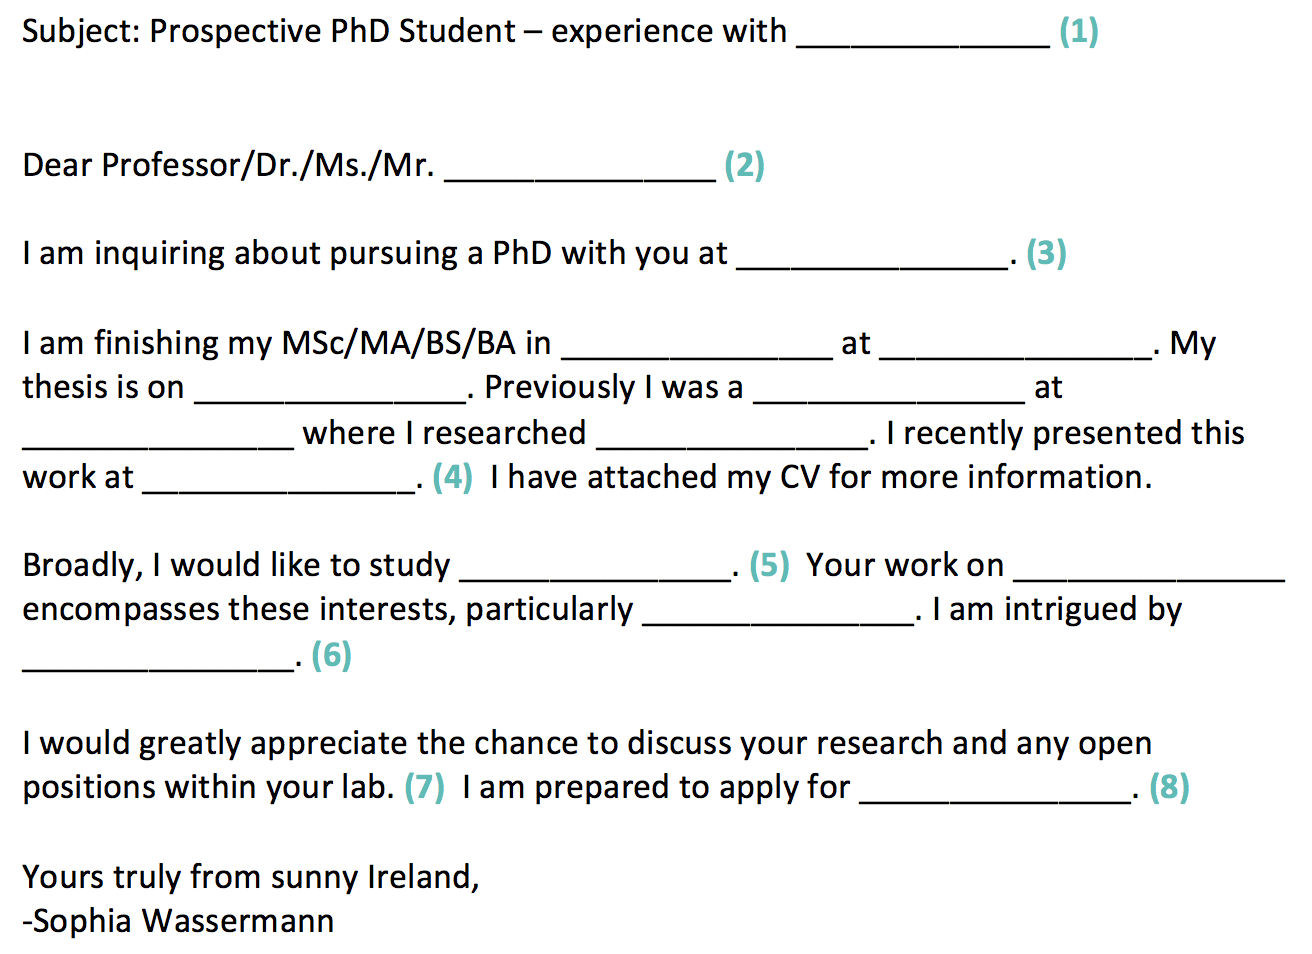 Subject: Prospective PhD Student – experience with ______________ (1)
Dear Professor/Dr./Ms./Mr. _______________ (2)
I am inquiring about pursuing a PhD with you at _______________. (3)
I am finishing my MSc/MA/BS/BA in _______________ at _______________. My
thesis is on _______________. Previously I was a _______________ at
_______________ where I researched _______________. I recently presented this
work at _______________. (4) I have attached my CV for more information.
Broadly, I would like to study _______________. (5) Your work on _______________
encompasses these interests, particularly _______________. I am intrigued by
_______________. (6)
I would greatly appreciate the chance to discuss your research and any open
positions within your lab. (7) I am prepared to apply for _______________. (8)
Yours truly from sunny Ireland,
-Sophia Wassermann